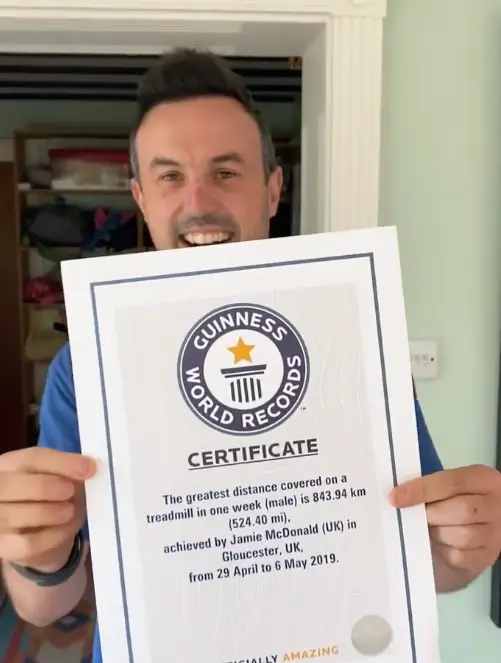 GUINNESS
WORLD RECORDS
™
CERTIFICATE
The greatest distance covered on a
treadmill in one week (male) is 843.94 km
(524.40 mi),
achieved by Jamie McDonald (UK) in
Gloucester, UK,
from 29 April to 6 May 2019.
AMAZING